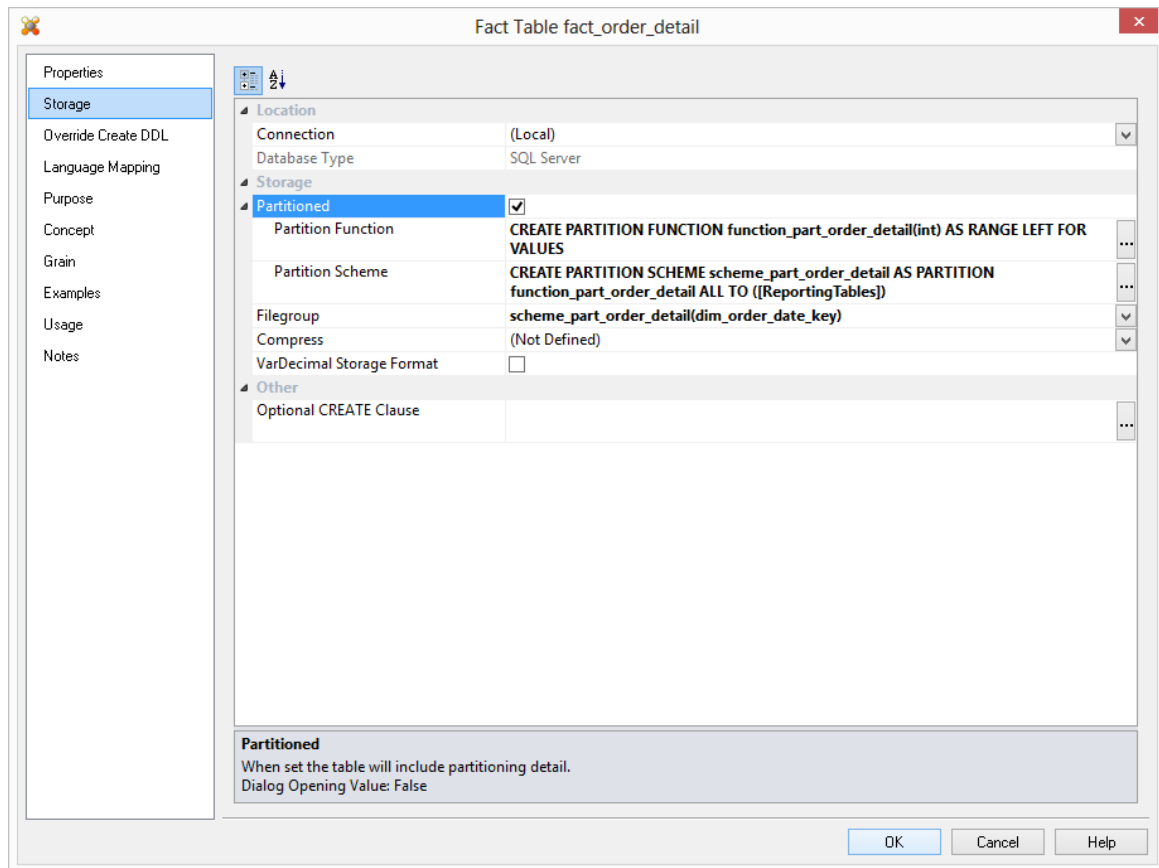 Fact Table fact_order_detail
Properties
Storage
Override Create DDL
Language Mapping
Purpose
Concept
Grain
Examples
Usage
Notes
Location
Connection (Local)
Database Type SQL Server
Storage
Partitioned
Partition Function CREATE PARTITION FUNCTION function_part_order_detail(int) AS RANGE LEFT FOR
VALUES
Partition Scheme CREATE PARTITION SCHEME scheme_part_order_detail AS PARTITION
function_part_order_detail ALL TO ([ReportingTables])
Filegroup scheme_part_order_detail(dim_order_date_key)
Compress (Not Defined)
VarDecimal Storage Format
Other
Optional CREATE Clause
Partitioned
When set the table will include partitioning detail.
Dialog Opening Value: False
OK Cancel Help